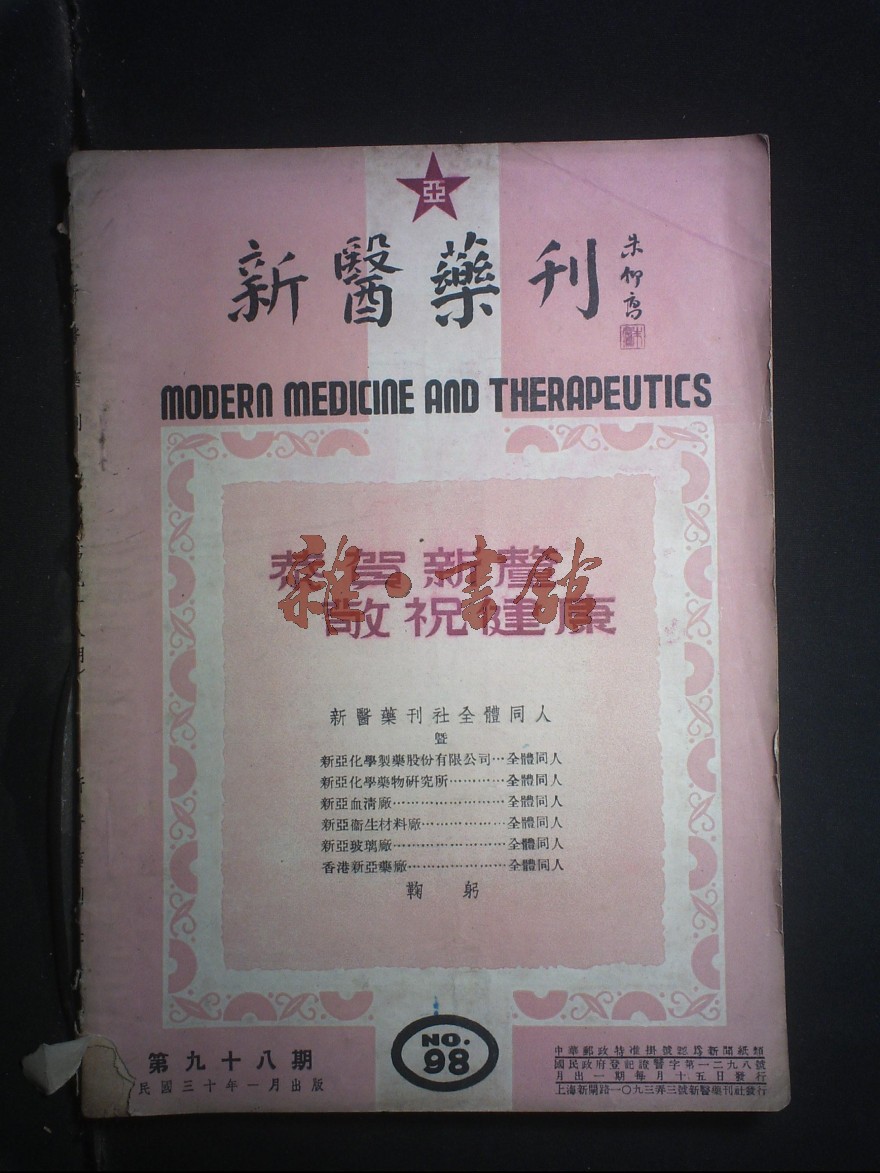 亞
新醫藥刊
朱仰高
MODERN MEDICINE AND THERAPEUTICS
恭賀新釐
敬祝健康
雜·書館
新醫藥刊社全體同人
暨
新亞化學製藥股份有限公司…全體同人
新亞化學藥物研究所…………全體同人
新亞血清廠……………………全體同人
新亞衞生材料廠………………全體同人
新亞玻璃廠……………………全體同人
香港新亞藥廠…………………全體同人
鞠 躬
NO.
98
第九十八期
民國三十年一月出版
中華郵政特准掛號認爲新聞紙類
國民政府登記證警字第一二九八號
月出一期每月十五日發行
上海新閘路一〇九三弄三號新醫藥刊社發行